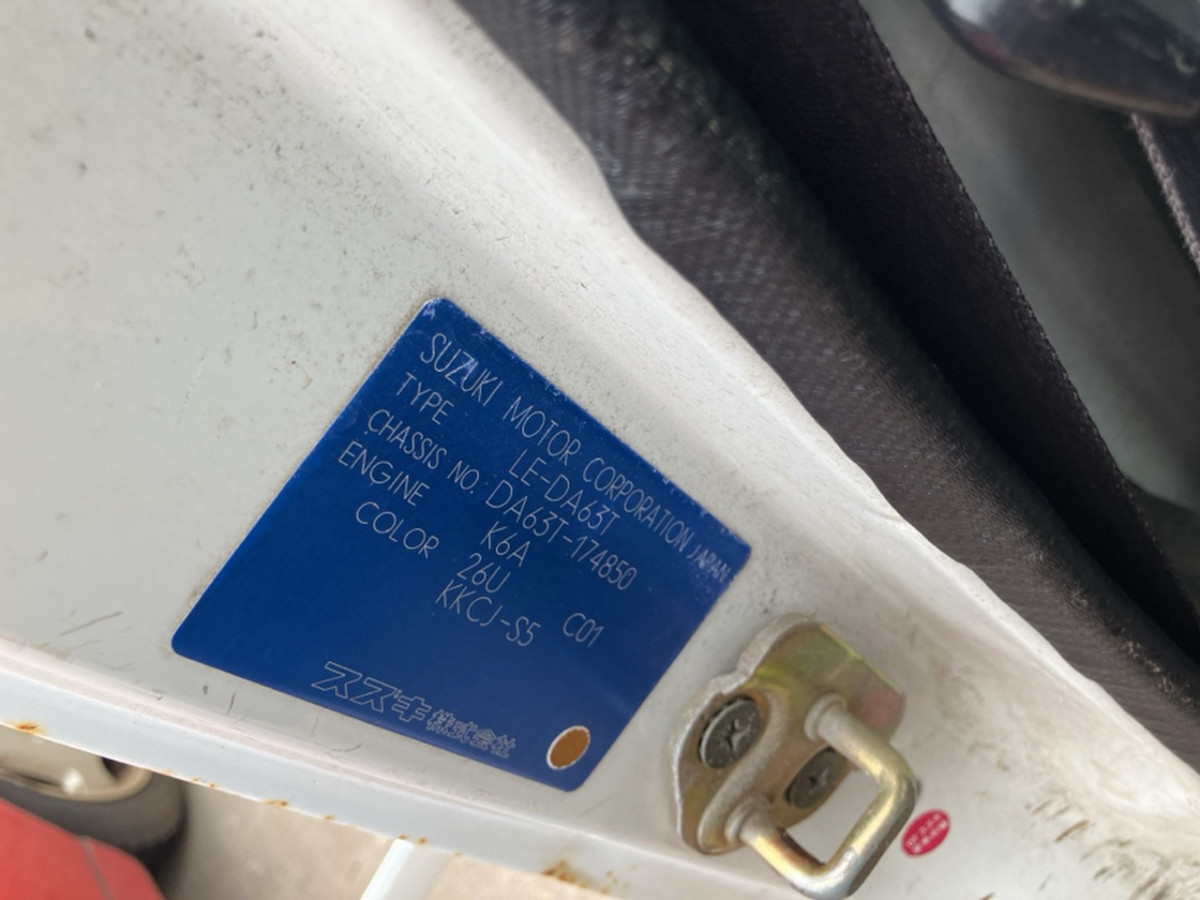 SUZUKI MOTOR CORPORATION JAPAN
TYPE LE-DA63T
CHASSIS NO. DA63T-174850
ENGINE K6A
COLOR 26U C01
KKCJ-S5
スズキ株式会社